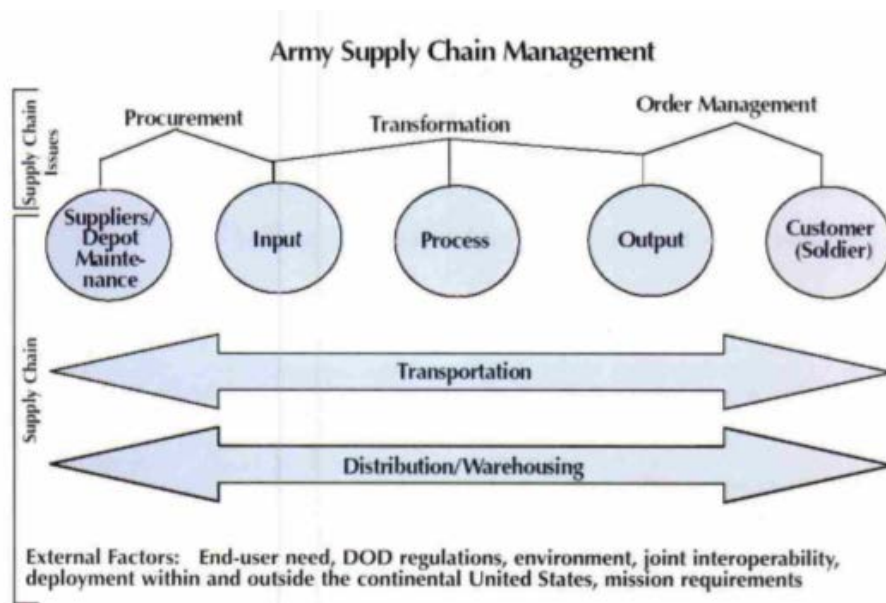 Army Supply Chain Management
Supply Chain
Issues
Procurement
Transformation
Order Management
Suppliers/
Depot
Mainte-
nance
Input
Process
Output
Customer
(Soldier)
Supply Chain
Transportation
Distribution/Warehousing
External Factors: End-user need, DOD regulations, environment, joint interoperability,
deployment within and outside the continental United States, mission requirements